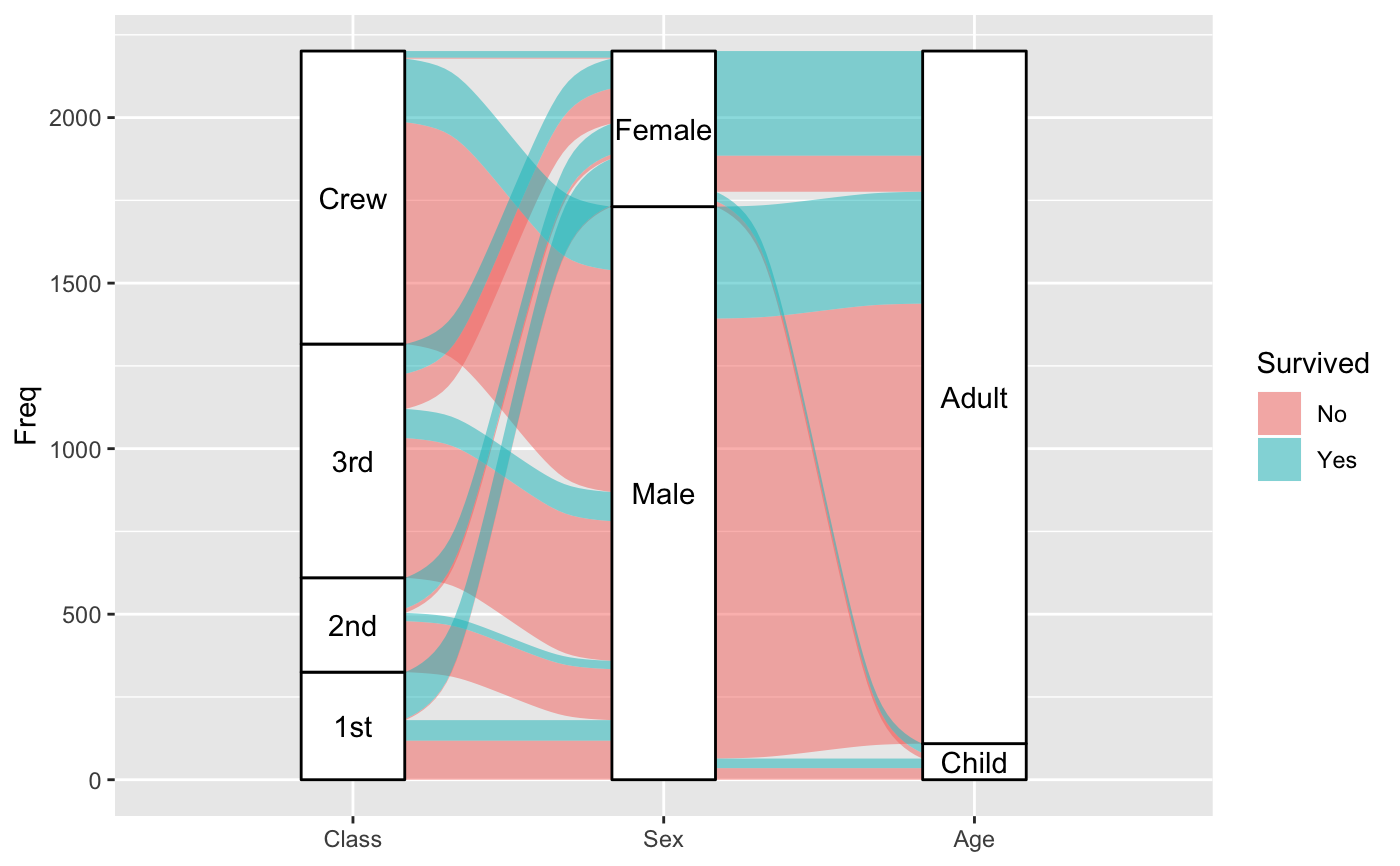 2000
1500
1000
500
0
Freq
Crew
3rd
2nd
1st
Female
Male
Adult
Child
Class
Sex
Age
Survived
No
Yes